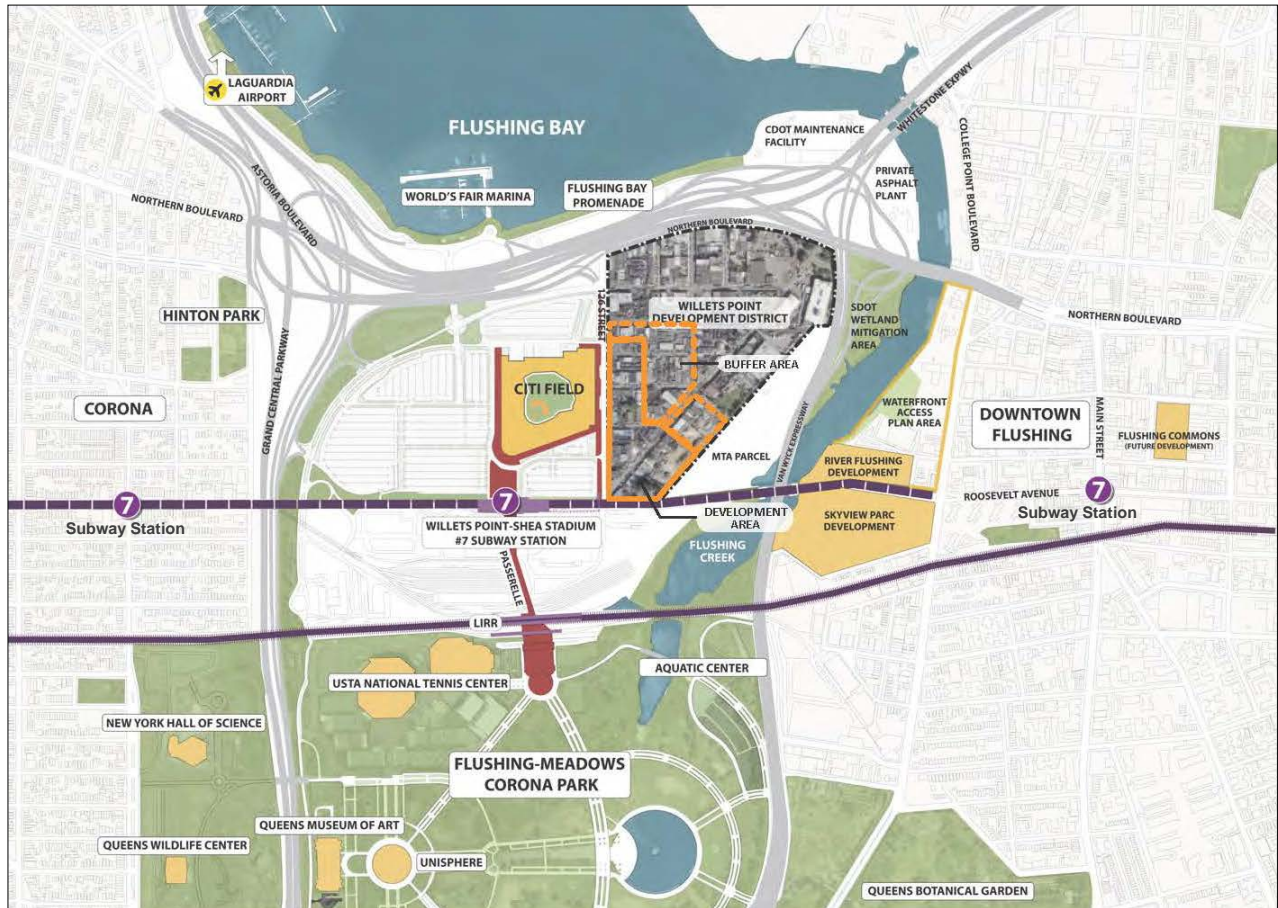 LAGUARDIA
AIRPORT
FLUSHING BAY
WHITESTONE EXPWY
CDOT MAINTENANCE
FACILITY
COLLEGE POINT BOULEVARD
PRIVATE
ASPHALT
PLANT
ASTORIA BOULEVARD
NORTHERN BOULEVARD
WORLD'S FAIR MARINA
FLUSHING BAY
PROMENADE
NORTHERN BOULEVARD
126 STREET
WILLETS POINT
DEVELOPMENT DISTRICT
SDOT
WETLAND
MITIGATION
AREA
NORTHERN BOULEVARD
HINTON PARK
GRAND CENTRAL PARKWAY
BUFFER AREA
CITI FIELD
CORONA
WATERFRONT
ACCESS
PLAN AREA
DOWNTOWN
FLUSHING
MAIN STREET
FLUSHING COMMONS
(FUTURE DEVELOPMENT)
VAN WYCK EXPRESSWAY
MTA PARCEL
RIVER FLUSHING
DEVELOPMENT
7
Subway Station
7
WILLETS POINT-SHEA STADIUM
#7 SUBWAY STATION
DEVELOPMENT
AREA
SKYVIEW PARC
DEVELOPMENT
ROOSEVELT AVENUE
7
Subway Station
FLUSHING
CREEK
PASSERELLE
LIRR
USTA NATIONAL TENNIS CENTER
AQUATIC CENTER
NEW YORK HALL OF SCIENCE
FLUSHING-MEADOWS
CORONA PARK
QUEENS MUSEUM OF ART
QUEENS WILDLIFE CENTER
UNISPHERE
QUEENS BOTANICAL GARDEN